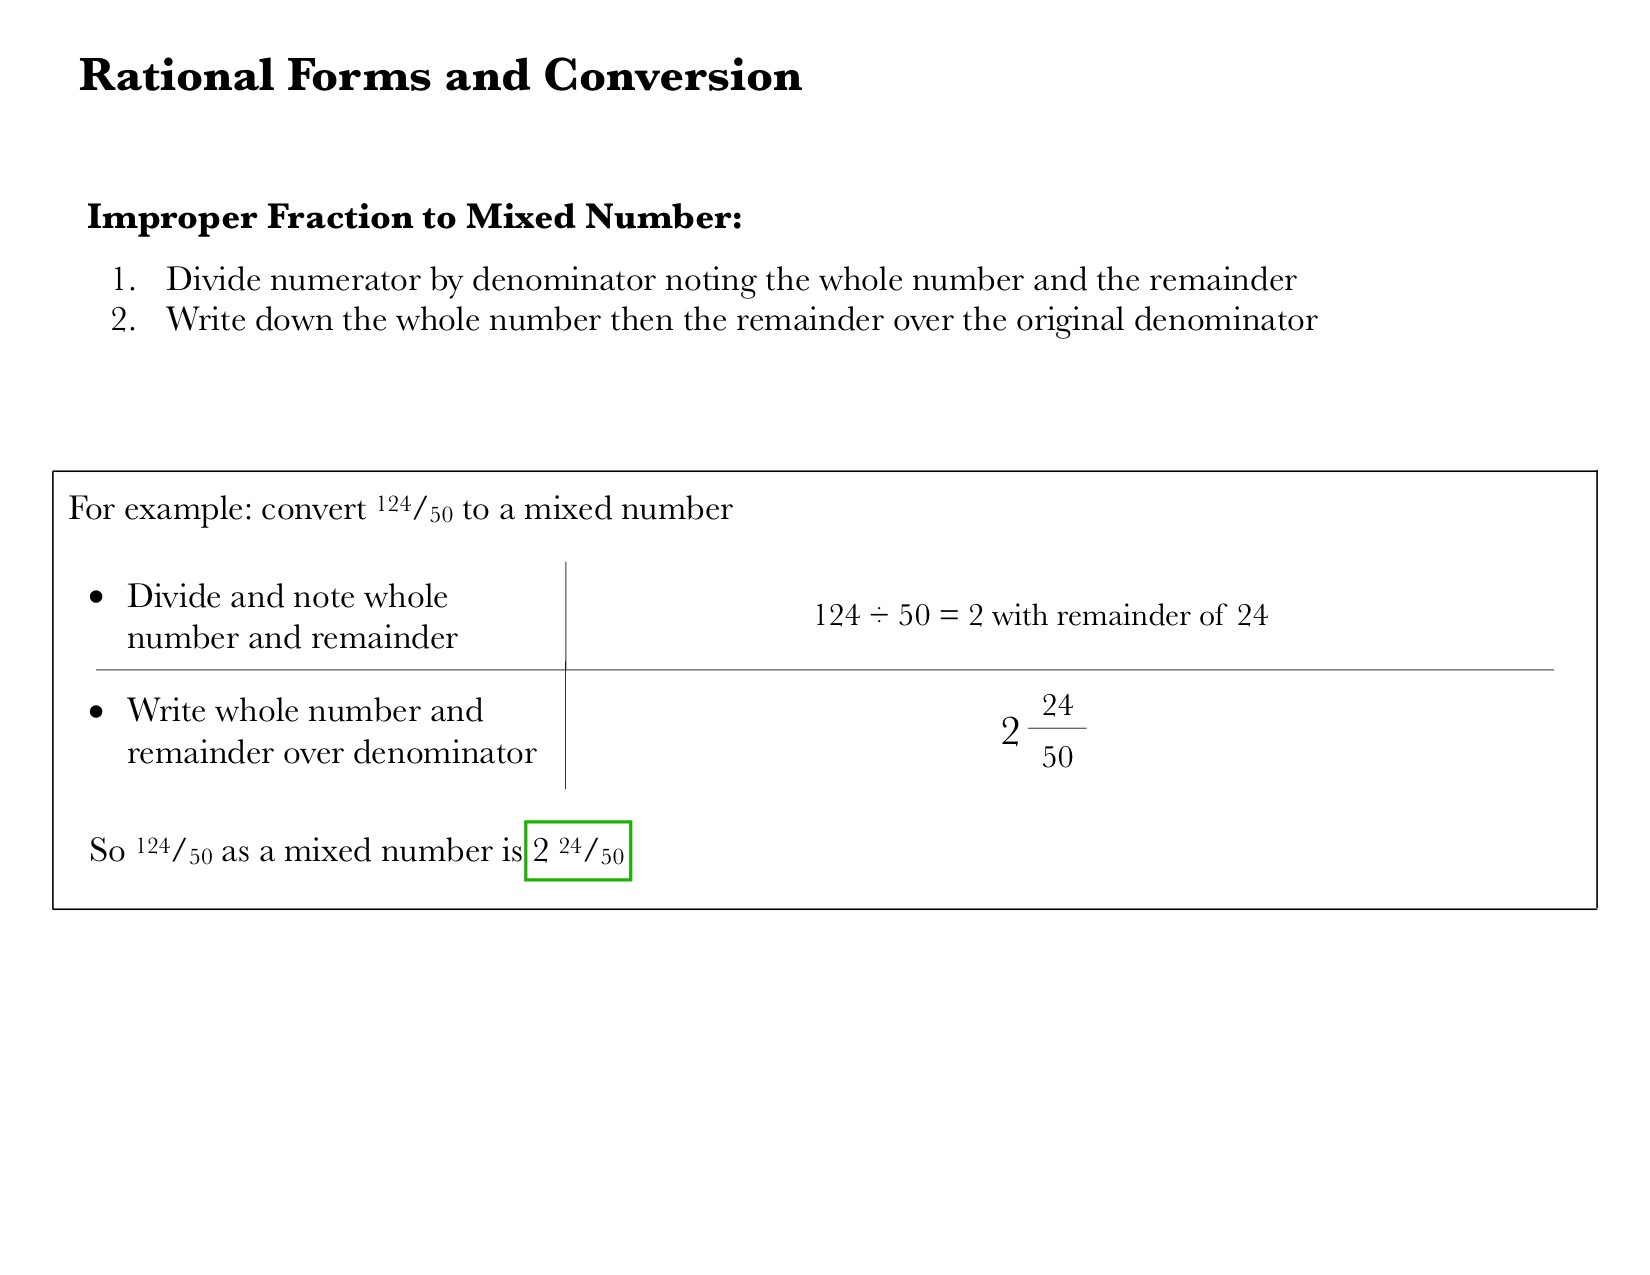 Rational Forms and Conversion
Improper Fraction to Mixed Number:
1. Divide numerator by denominator noting the whole number and the remainder
2. Write down the whole number then the remainder over the original denominator
For example: convert ¹²⁴/₅₀ to a mixed number
• Divide and note whole
number and remainder
124 ÷ 50 = 2 with remainder of 24
• Write whole number and
remainder over denominator
2 24/50
So ¹²⁴/₅₀ as a mixed number is 2 ²⁴/₅₀